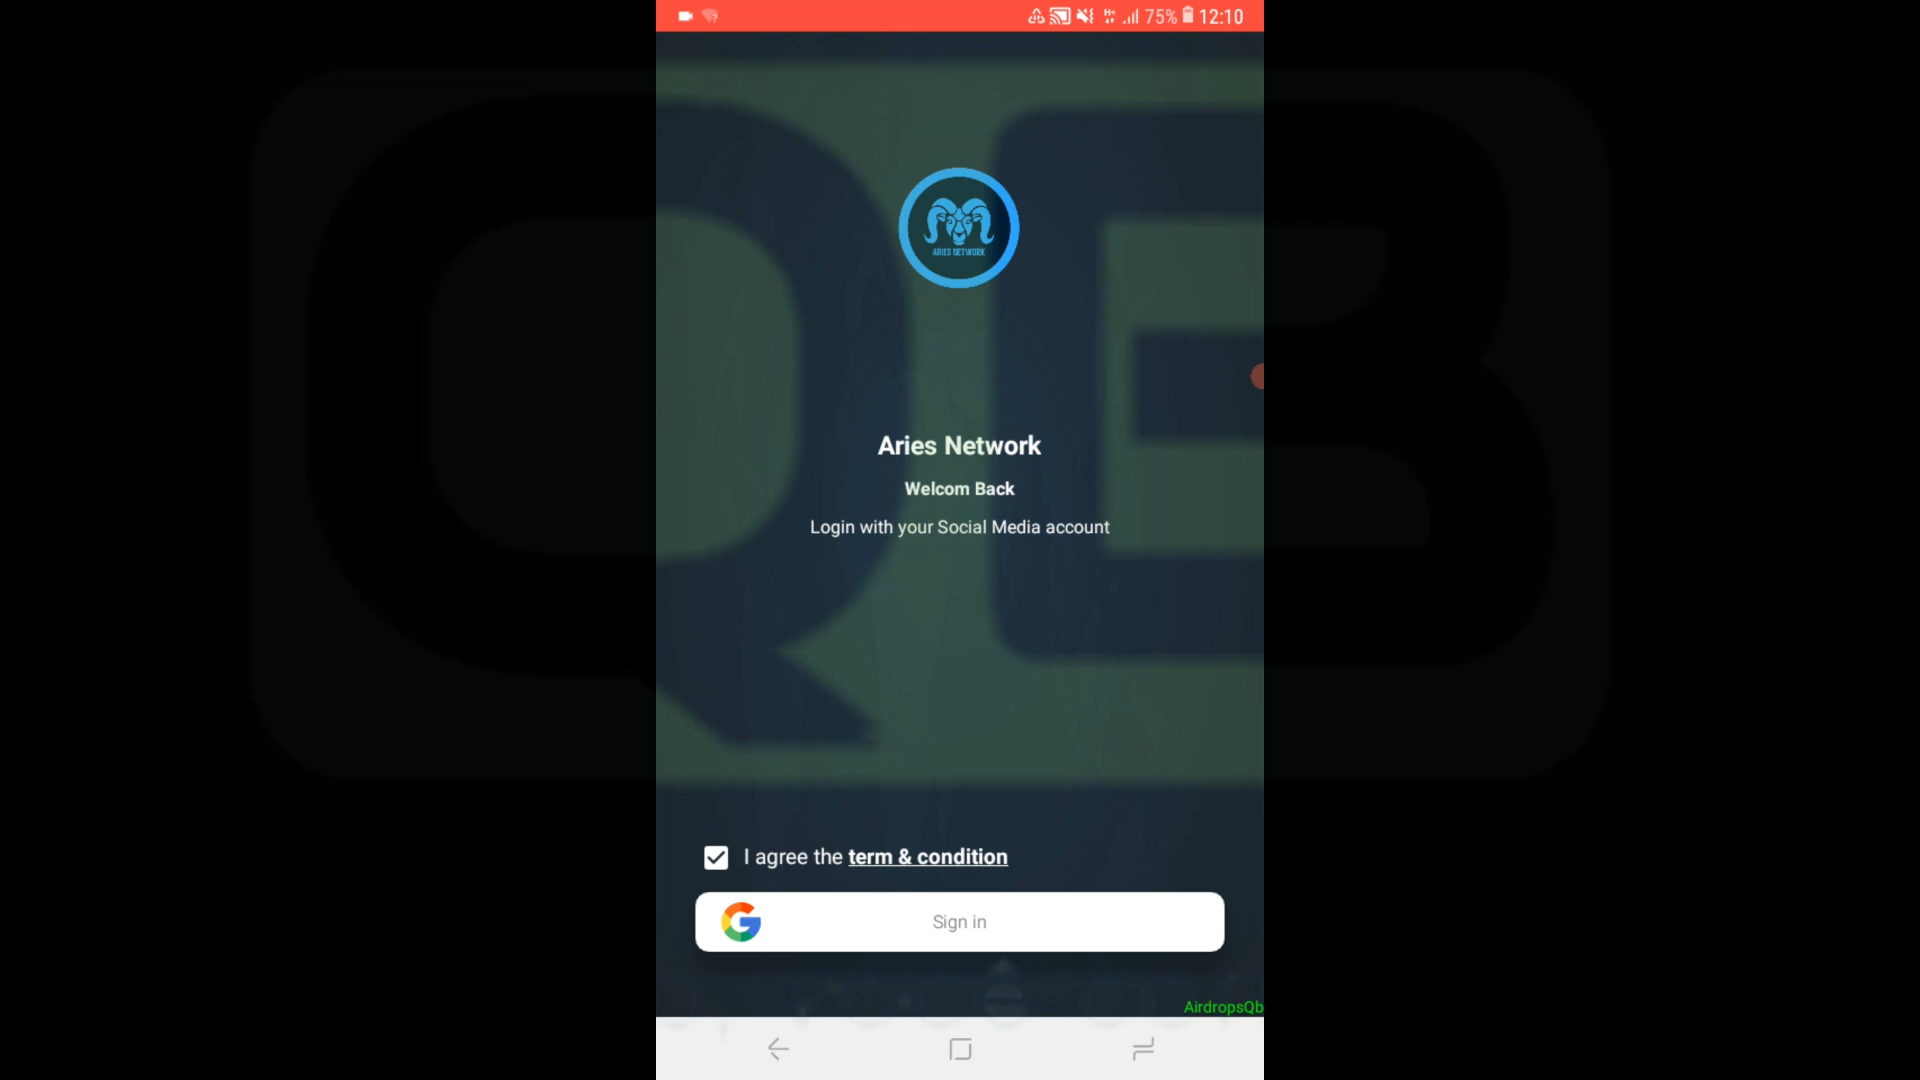 75% 12:10
ARIES NETWORK
Aries Network
Welcom Back
Login with your Social Media account
I agree the term & condition
Sign in
AirdropsQb
QB